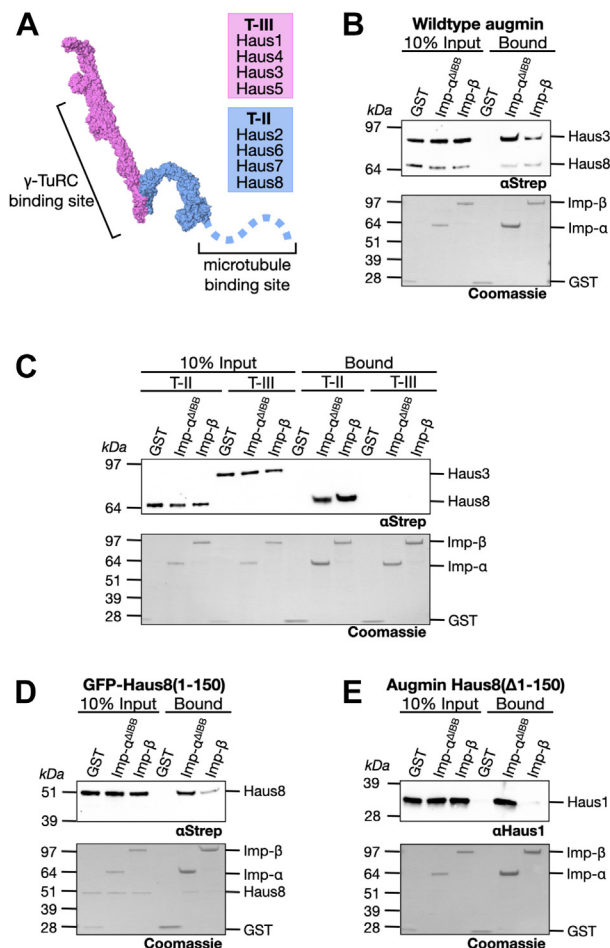 A
T-III
Haus1
Haus4
Haus3
Haus5
T-II
Haus2
Haus6
Haus7
Haus8
γ-TuRC
binding site
microtubule
binding site
B
Wildtype augmin
10% Input Bound
GST Imp-αΔIBB Imp-β GST Imp-αΔIBB Imp-β
kDa
97
64
Haus3
Haus8
αStrep
97
64
51
39
28
Imp-β
Imp-α
GST
Coomassie
C
10% Input Bound
T-II T-III T-II T-III
GST Imp-αΔIBB Imp-β GST Imp-αΔIBB Imp-β GST Imp-αΔIBB Imp-β GST Imp-αΔIBB Imp-β
kDa
97
64
Haus3
Haus8
αStrep
97
64
51
39
28
Imp-β
Imp-α
GST
Coomassie
D
GFP-Haus8(1-150)
10% Input Bound
GST Imp-αΔIBB Imp-β GST Imp-αΔIBB Imp-β
kDa
51
39
Haus8
αStrep
97
64
51
39
28
Imp-β
Imp-α
Haus8
GST
Coomassie
E
Augmin Haus8(Δ1-150)
10% Input Bound
GST Imp-αΔIBB Imp-β GST Imp-αΔIBB Imp-β
kDa
39
28
Haus1
αHaus1
97
64
51
39
28
Imp-β
Imp-α
GST
Coomassie